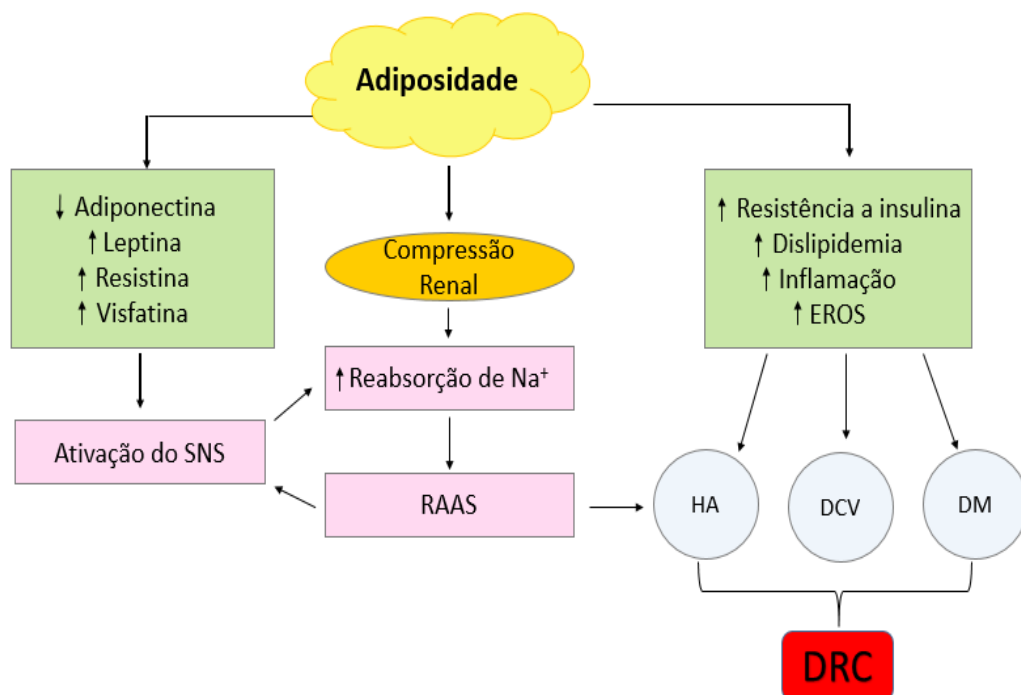 Adiposidade
↓ Adiponectina
↑ Leptina
↑ Resistina
↑ Visfatina
Compressão
Renal
↑ Resistência a insulina
↑ Dislipidemia
↑ Inflamação
↑ EROS
↑ Reabsorção de Na⁺
Ativação do SNS
RAAS
HA
DCV
DM
DRC